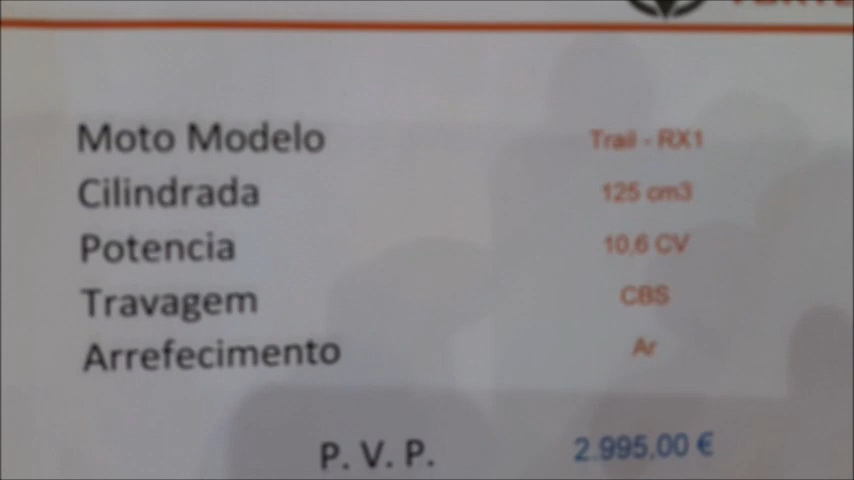 Moto Modelo Trail - RX1
Cilindrada 125 cm3
Potencia 10,6 CV
Travagem CBS
Arrefecimento Ar
P. V. P. 2.995,00 €